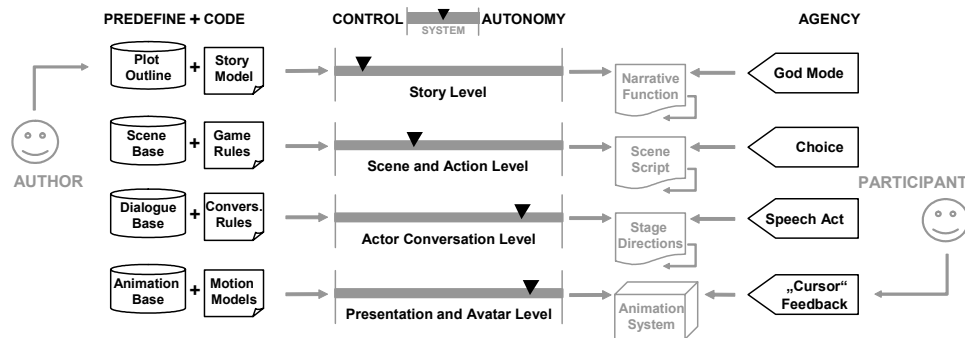 PREDEFINE + CODE
CONTROL
AUTONOMY
SYSTEM
AGENCY
Plot
Outline
+
Story
Model
Story Level
Narrative
Function
God Mode
Scene
Base
+
Game
Rules
Scene and Action Level
Scene
Script
Choice
AUTHOR
PARTICIPANT
Dialogue
Base
+
Convers.
Rules
Actor Conversation Level
Stage
Directions
Speech Act
Animation
Base
+
Motion
Models
Presentation and Avatar Level
Animation
System
„Cursor“
Feedback